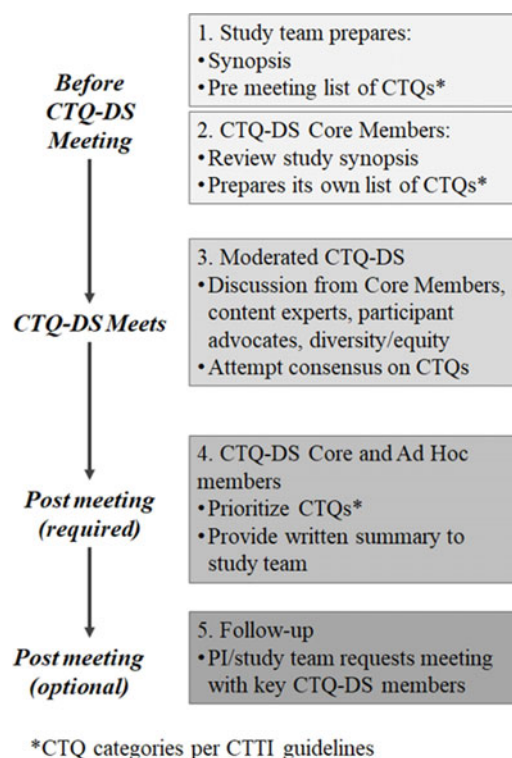 Before
CTQ-DS
Meeting
1. Study team prepares:
•Synopsis
•Pre meeting list of CTQs*
2. CTQ-DS Core Members:
•Review study synopsis
•Prepares its own list of CTQs*
CTQ-DS Meets
3. Moderated CTQ-DS
•Discussion from Core Members,
content experts, participant
advocates, diversity/equity
•Attempt consensus on CTQs
Post meeting
(required)
4. CTQ-DS Core and Ad Hoc
members
•Prioritize CTQs*
•Provide written summary to
study team
Post meeting
(optional)
5. Follow-up
•PI/study team requests meeting
with key CTQ-DS members
*CTQ categories per CTTI guidelines